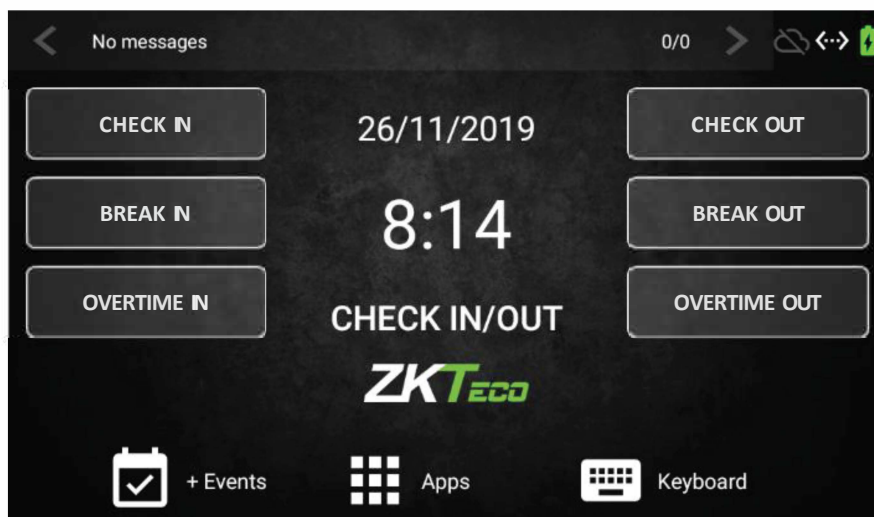 No messages 0/0
CHECK IN 26/11/2019 CHECK OUT
BREAK IN 8:14 BREAK OUT
OVERTIME IN CHECK IN/OUT OVERTIME OUT
ZKTECO
+ Events Apps Keyboard